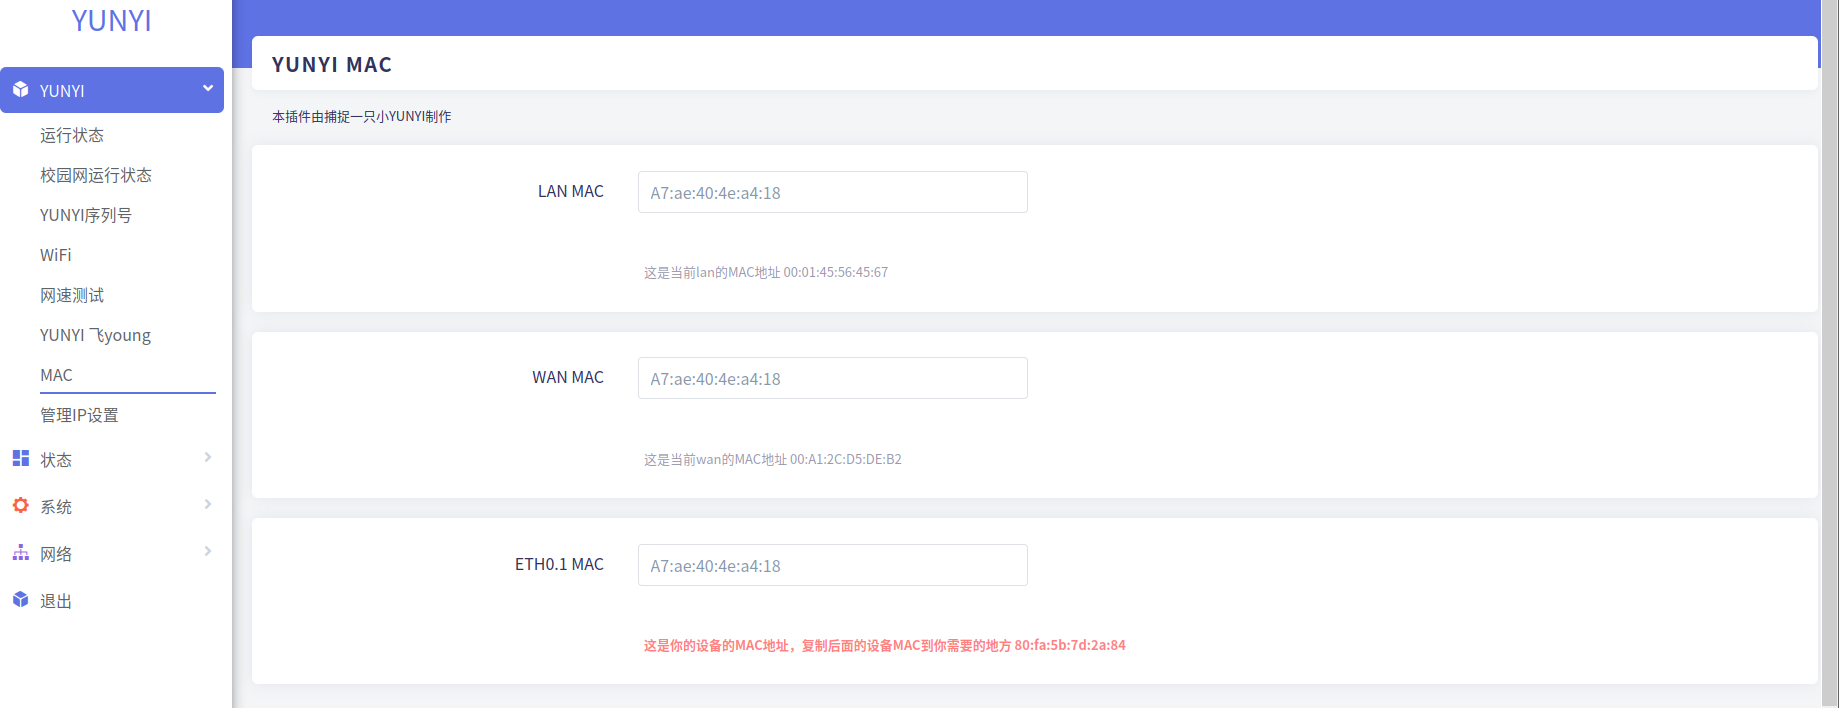 YUNYI
YUNYI
运行状态
校园网运行状态
YUNYI序列号
WiFi
网速测试
YUNYI 飞young
MAC
管理IP设置
状态
系统
网络
退出
YUNYI MAC
本插件由捕捉一只小YUNYI制作
LAN MAC
A7:ae:40:4e:a4:18
这是当前lan的MAC地址 00:01:45:56:45:67
WAN MAC
A7:ae:40:4e:a4:18
这是当前wan的MAC地址 00:A1:2C:D5:DE:B2
ETH0.1 MAC
A7:ae:40:4e:a4:18
这是你的设备的MAC地址，复制后面的设备MAC到你需要的地方 80:fa:5b:7d:2a:84